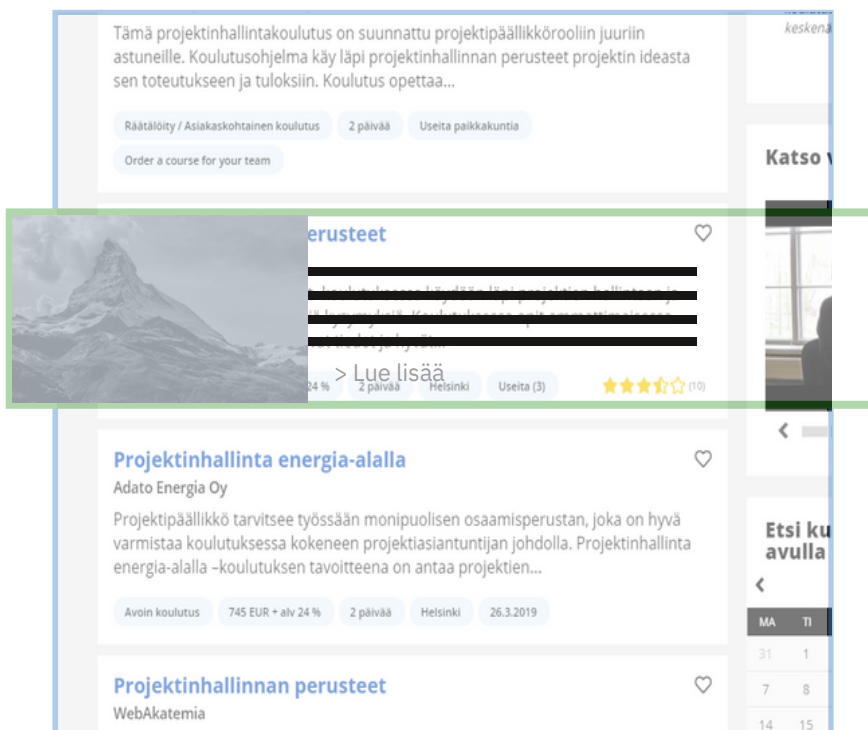 Tämä projektinhallintakoulutus on suunnattu projektipäällikkörooliin juuriin
astuneille. Koulutusohjelma käy läpi projektinhallinnan perusteet projektin ideasta
sen toteutukseen ja tuloksiin. Koulutus opettaa...
Räätälöity / Asiakaskohtainen koulutus 2 päivää Useita paikkakuntia
Order a course for your team
erusteet
> Lue lisää
24 % 2 päivää Helsinki Useita (3) (10)
Projektinhallinta energia-alalla
Adato Energia Oy
Projektipäällikkö tarvitsee työssään monipuolisen osaamisperustan, joka on hyvä
varmistaa koulutuksessa kokeneen projektiasiantuntijan johdolla. Projektinhallinta
energia-alalla –koulutuksen tavoitteena on antaa projektien...
Avoin koulutus 745 EUR + alv 24 % 2 päivää Helsinki 26.3.2019
Projektinhallinnan perusteet
WebAkatemia
keskenä
Katso v
Etsi ku
avulla
MA TI
31 1
7 8
14 15